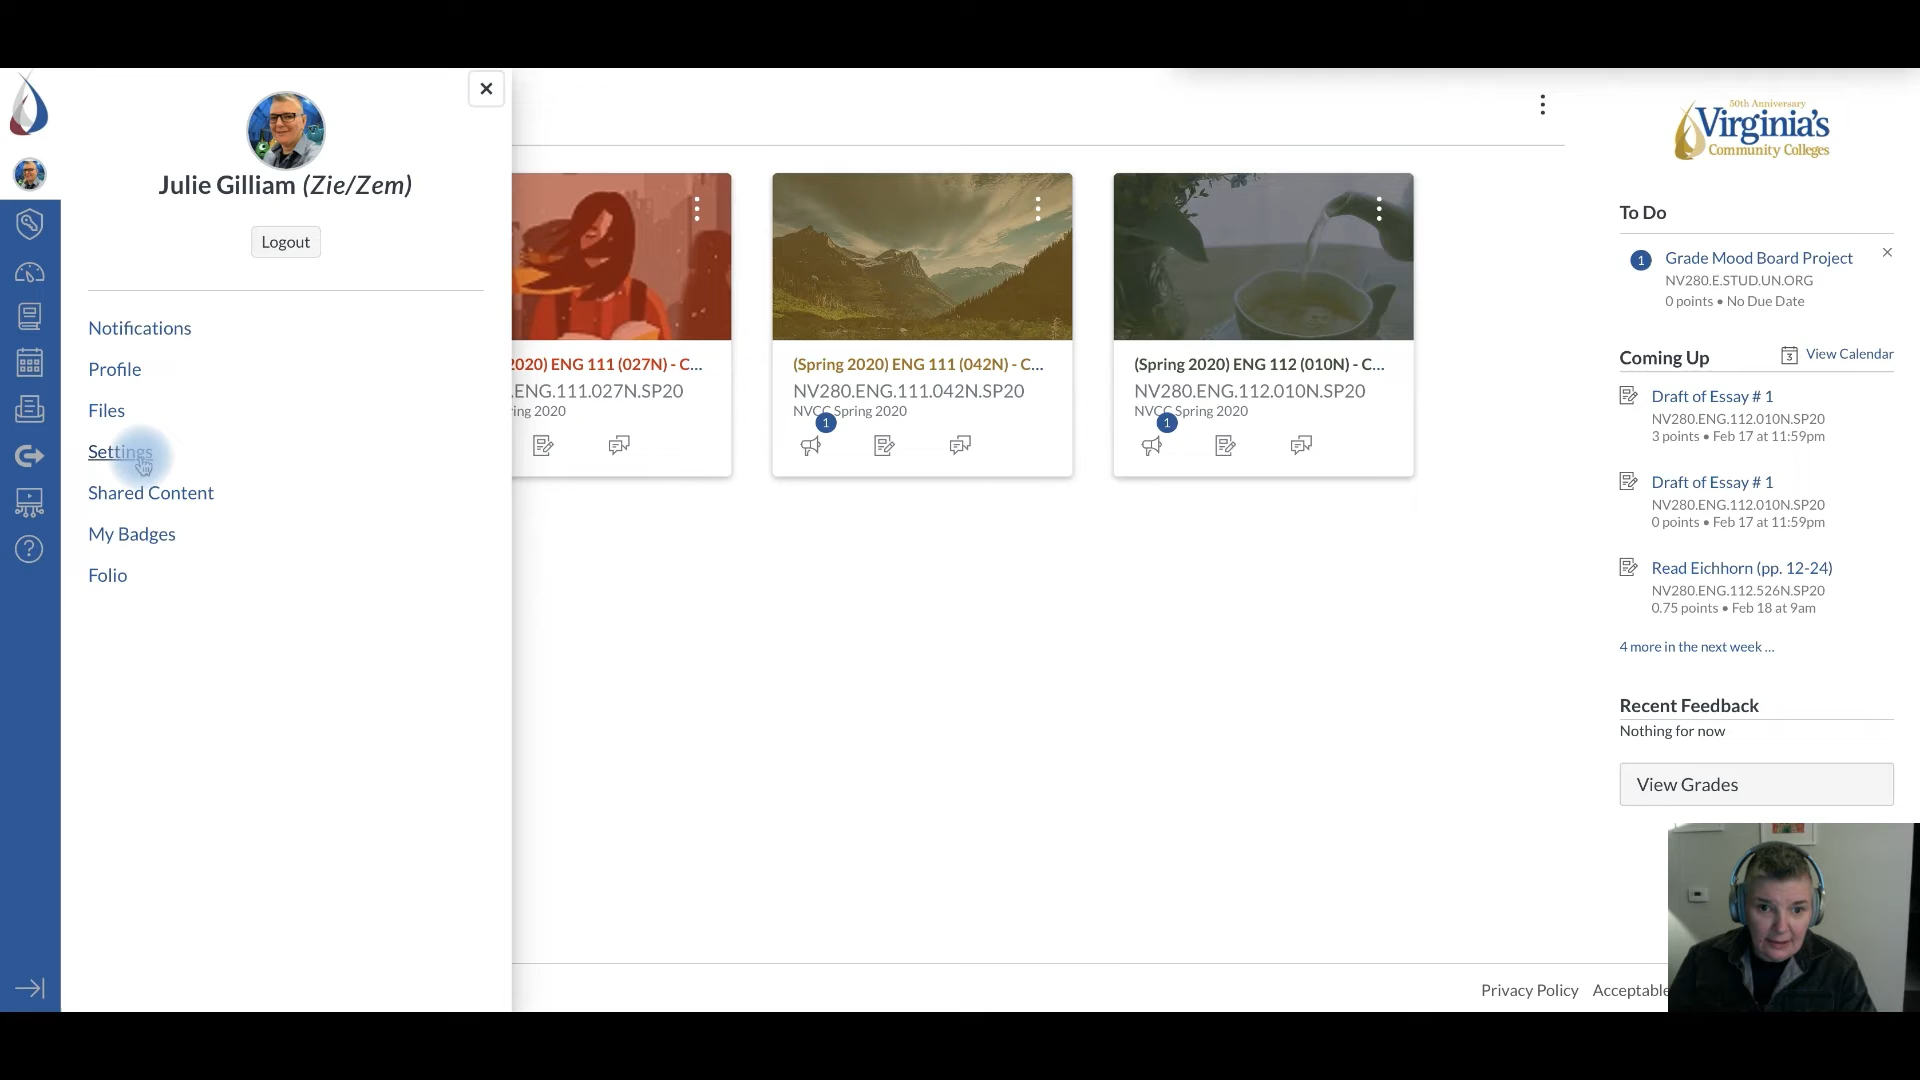 Julie Gilliam (Zie/Zem)
Logout
Notifications
Profile
Files
Settings
Shared Content
My Badges
Folio
2020) ENG 111 (027N) - C...
.ENG.111.027N.SP20
ring 2020
(Spring 2020) ENG 111 (042N) - C...
NV280.ENG.111.042N.SP20
NVCC Spring 2020
1
(Spring 2020) ENG 112 (010N) - C...
NV280.ENG.112.010N.SP20
NVCC Spring 2020
1
50th Anniversary
Virginia's
Community Colleges
To Do
1 Grade Mood Board Project
NV280.E.STUD.UN.ORG
0 points • No Due Date
Coming Up 3 View Calendar
Draft of Essay # 1
NV280.ENG.112.010N.SP20
3 points • Feb 17 at 11:59pm
Draft of Essay # 1
NV280.ENG.112.010N.SP20
0 points • Feb 17 at 11:59pm
Read Eichhorn (pp. 12-24)
NV280.ENG.112.526N.SP20
0.75 points • Feb 18 at 9am
4 more in the next week ...
Recent Feedback
Nothing for now
View Grades
Privacy Policy Acceptable